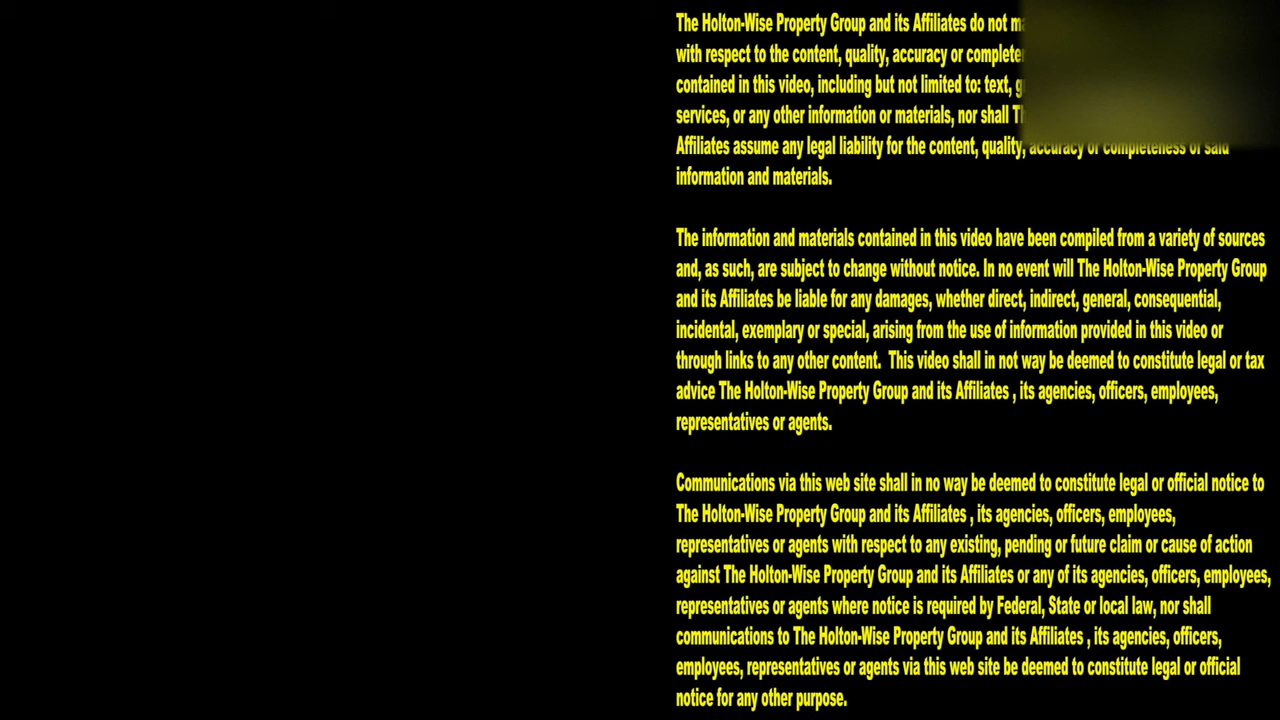 The Holton-Wise Property Group and its Affiliates do not
with respect to the content, quality, accuracy or
contained in this video, including but not limited to: text,
services, or any other information or materials, nor shall
Affiliates assume any legal liability for the content, quality, accuracy or completeness of said
information and materials.
The information and materials contained in this video have been compiled from a variety of sources
and, as such, are subject to change without notice. In no event will The Holton-Wise Property Group
and its Affiliates be liable for any damages, whether direct, indirect, general, consequential,
incidental, exemplary or special, arising from the use of information provided in this video or
through links to any other content. This video shall in not way be deemed to constitute legal or tax
advice The Holton-Wise Property Group and its Affiliates , its agencies, officers, employees,
representatives or agents.
Communications via this web site shall in no way be deemed to constitute legal or official notice to
The Holton-Wise Property Group and its Affiliates , its agencies, officers, employees,
representatives or agents with respect to any existing, pending or future claim or cause of action
against The Holton-Wise Property Group and its Affiliates or any of its agencies, officers, employees,
representatives or agents where notice is required by Federal, State or local law, nor shall
communications to The Holton-Wise Property Group and its Affiliates , its agencies, officers,
employees, representatives or agents via this web site be deemed to constitute legal or official
notice for any other purpose.